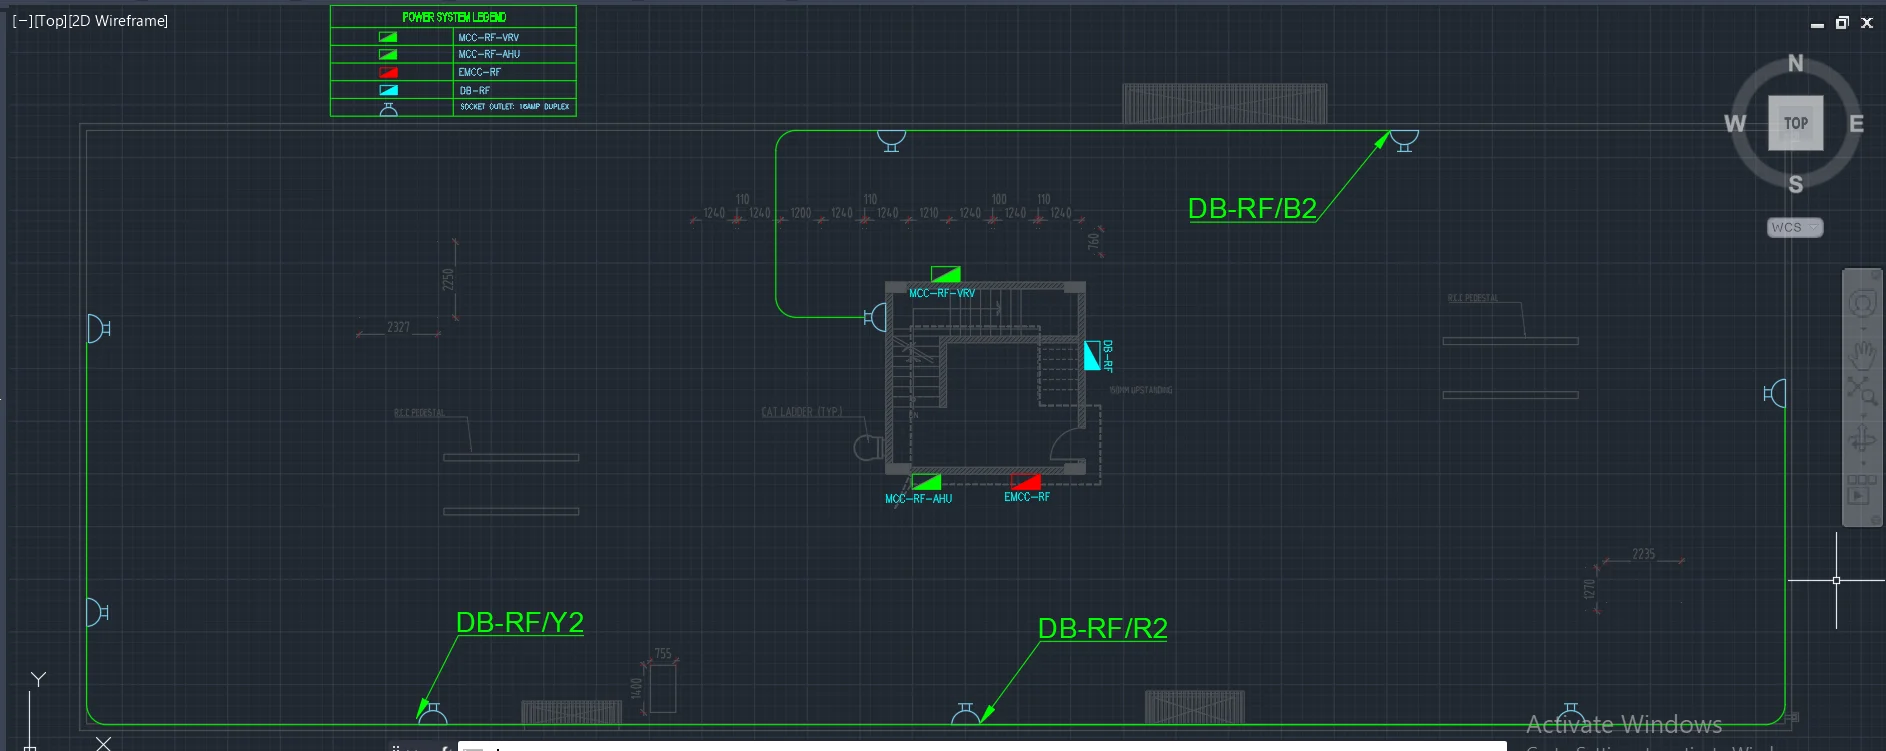 [−][Top][2D Wireframe]
POWER SYSTEM LEGEND
MCC-RF-VRV
MCC-RF-AHU
EMCC-RF
DB-RF
SOCKET OUTLET: 16AMP DUPLEX
N
W
TOP
E
S
WCS
DB-RF/B2
110
110
100
110
1240
1240
1200
1240
1240
1210
1240
1240
1240
760
2250
2327
MCC-RF-VRV
R.C.C PEDESTAL
DB-RF
150MM UPSTANDING
R.C.C PEDESTAL
CAT LADDER (TYP.)
MCC-RF-AHU
EMCC-RF
2235
1270
DB-RF/Y2
DB-RF/R2
755
1400
Y
X
Activate Windows